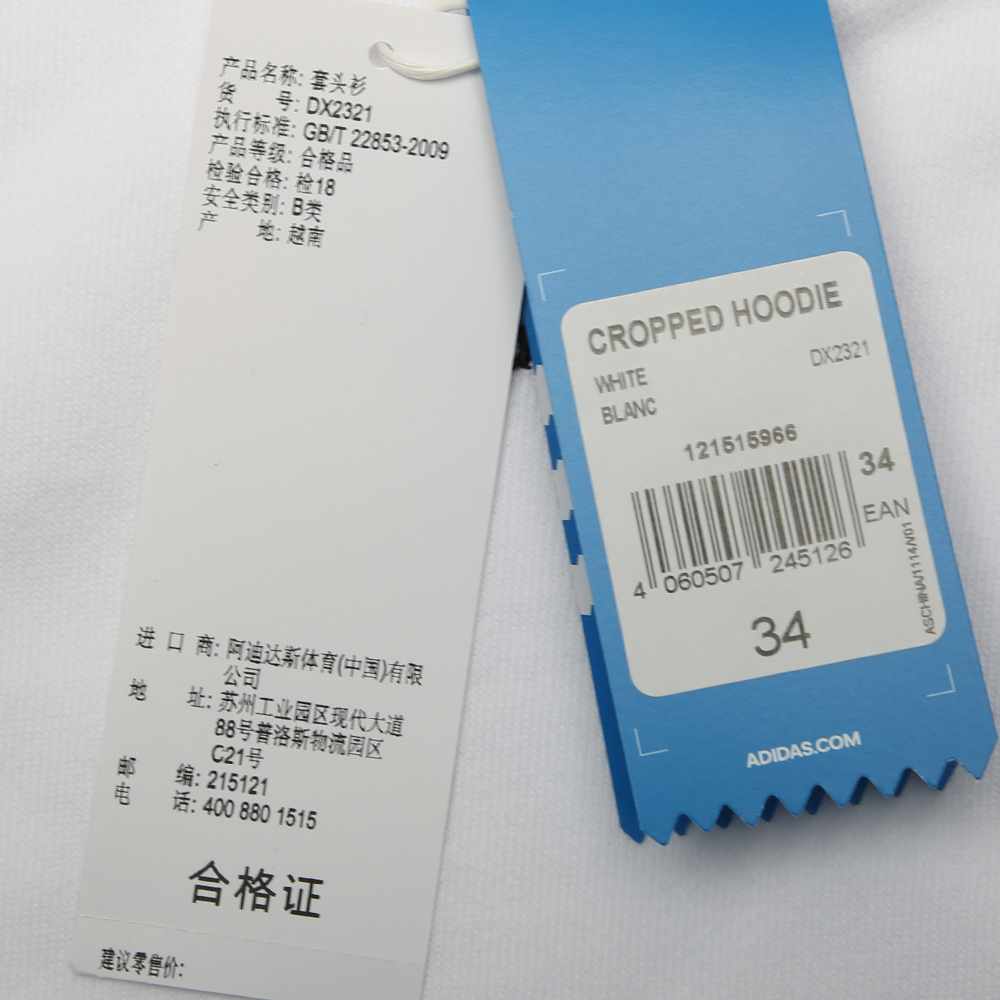 产品名称: 套头衫
货 号: DX2321
执行标准: GB/T 22853-2009
产品等级: 合格品
检验合格: 检18
安全类别: B类
产 地: 越南
进 口 商: 阿迪达斯体育(中国)有限
公司
地 址: 苏州工业园区现代大道
88号普洛斯物流园区
C21号
邮 编: 215121
电 话: 400 880 1515
合格证
建议零售价:
CROPPED HOODIE
WHITE DX2321
BLANC
121515966
34
EAN
4 060507 245126
34
ASCHINA/1114/V01
ADIDAS.COM